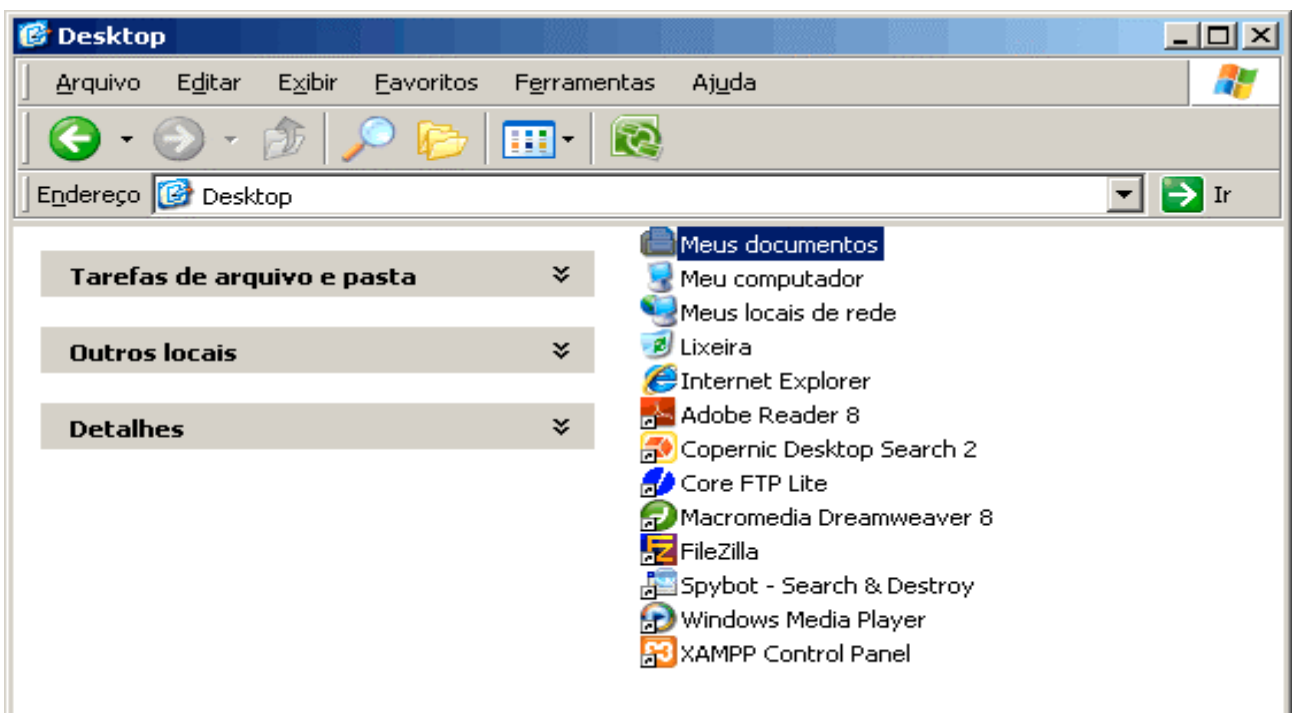 Desktop
Arquivo Editar Exibir Favoritos Ferramentas Ajuda
Endereço Desktop Ir
Tarefas de arquivo e pasta
Outros locais
Detalhes
Meus documentos
Meu computador
Meus locais de rede
Lixeira
Internet Explorer
Adobe Reader 8
Copernic Desktop Search 2
Core FTP Lite
Macromedia Dreamweaver 8
FileZilla
Spybot - Search & Destroy
Windows Media Player
XAMPP Control Panel